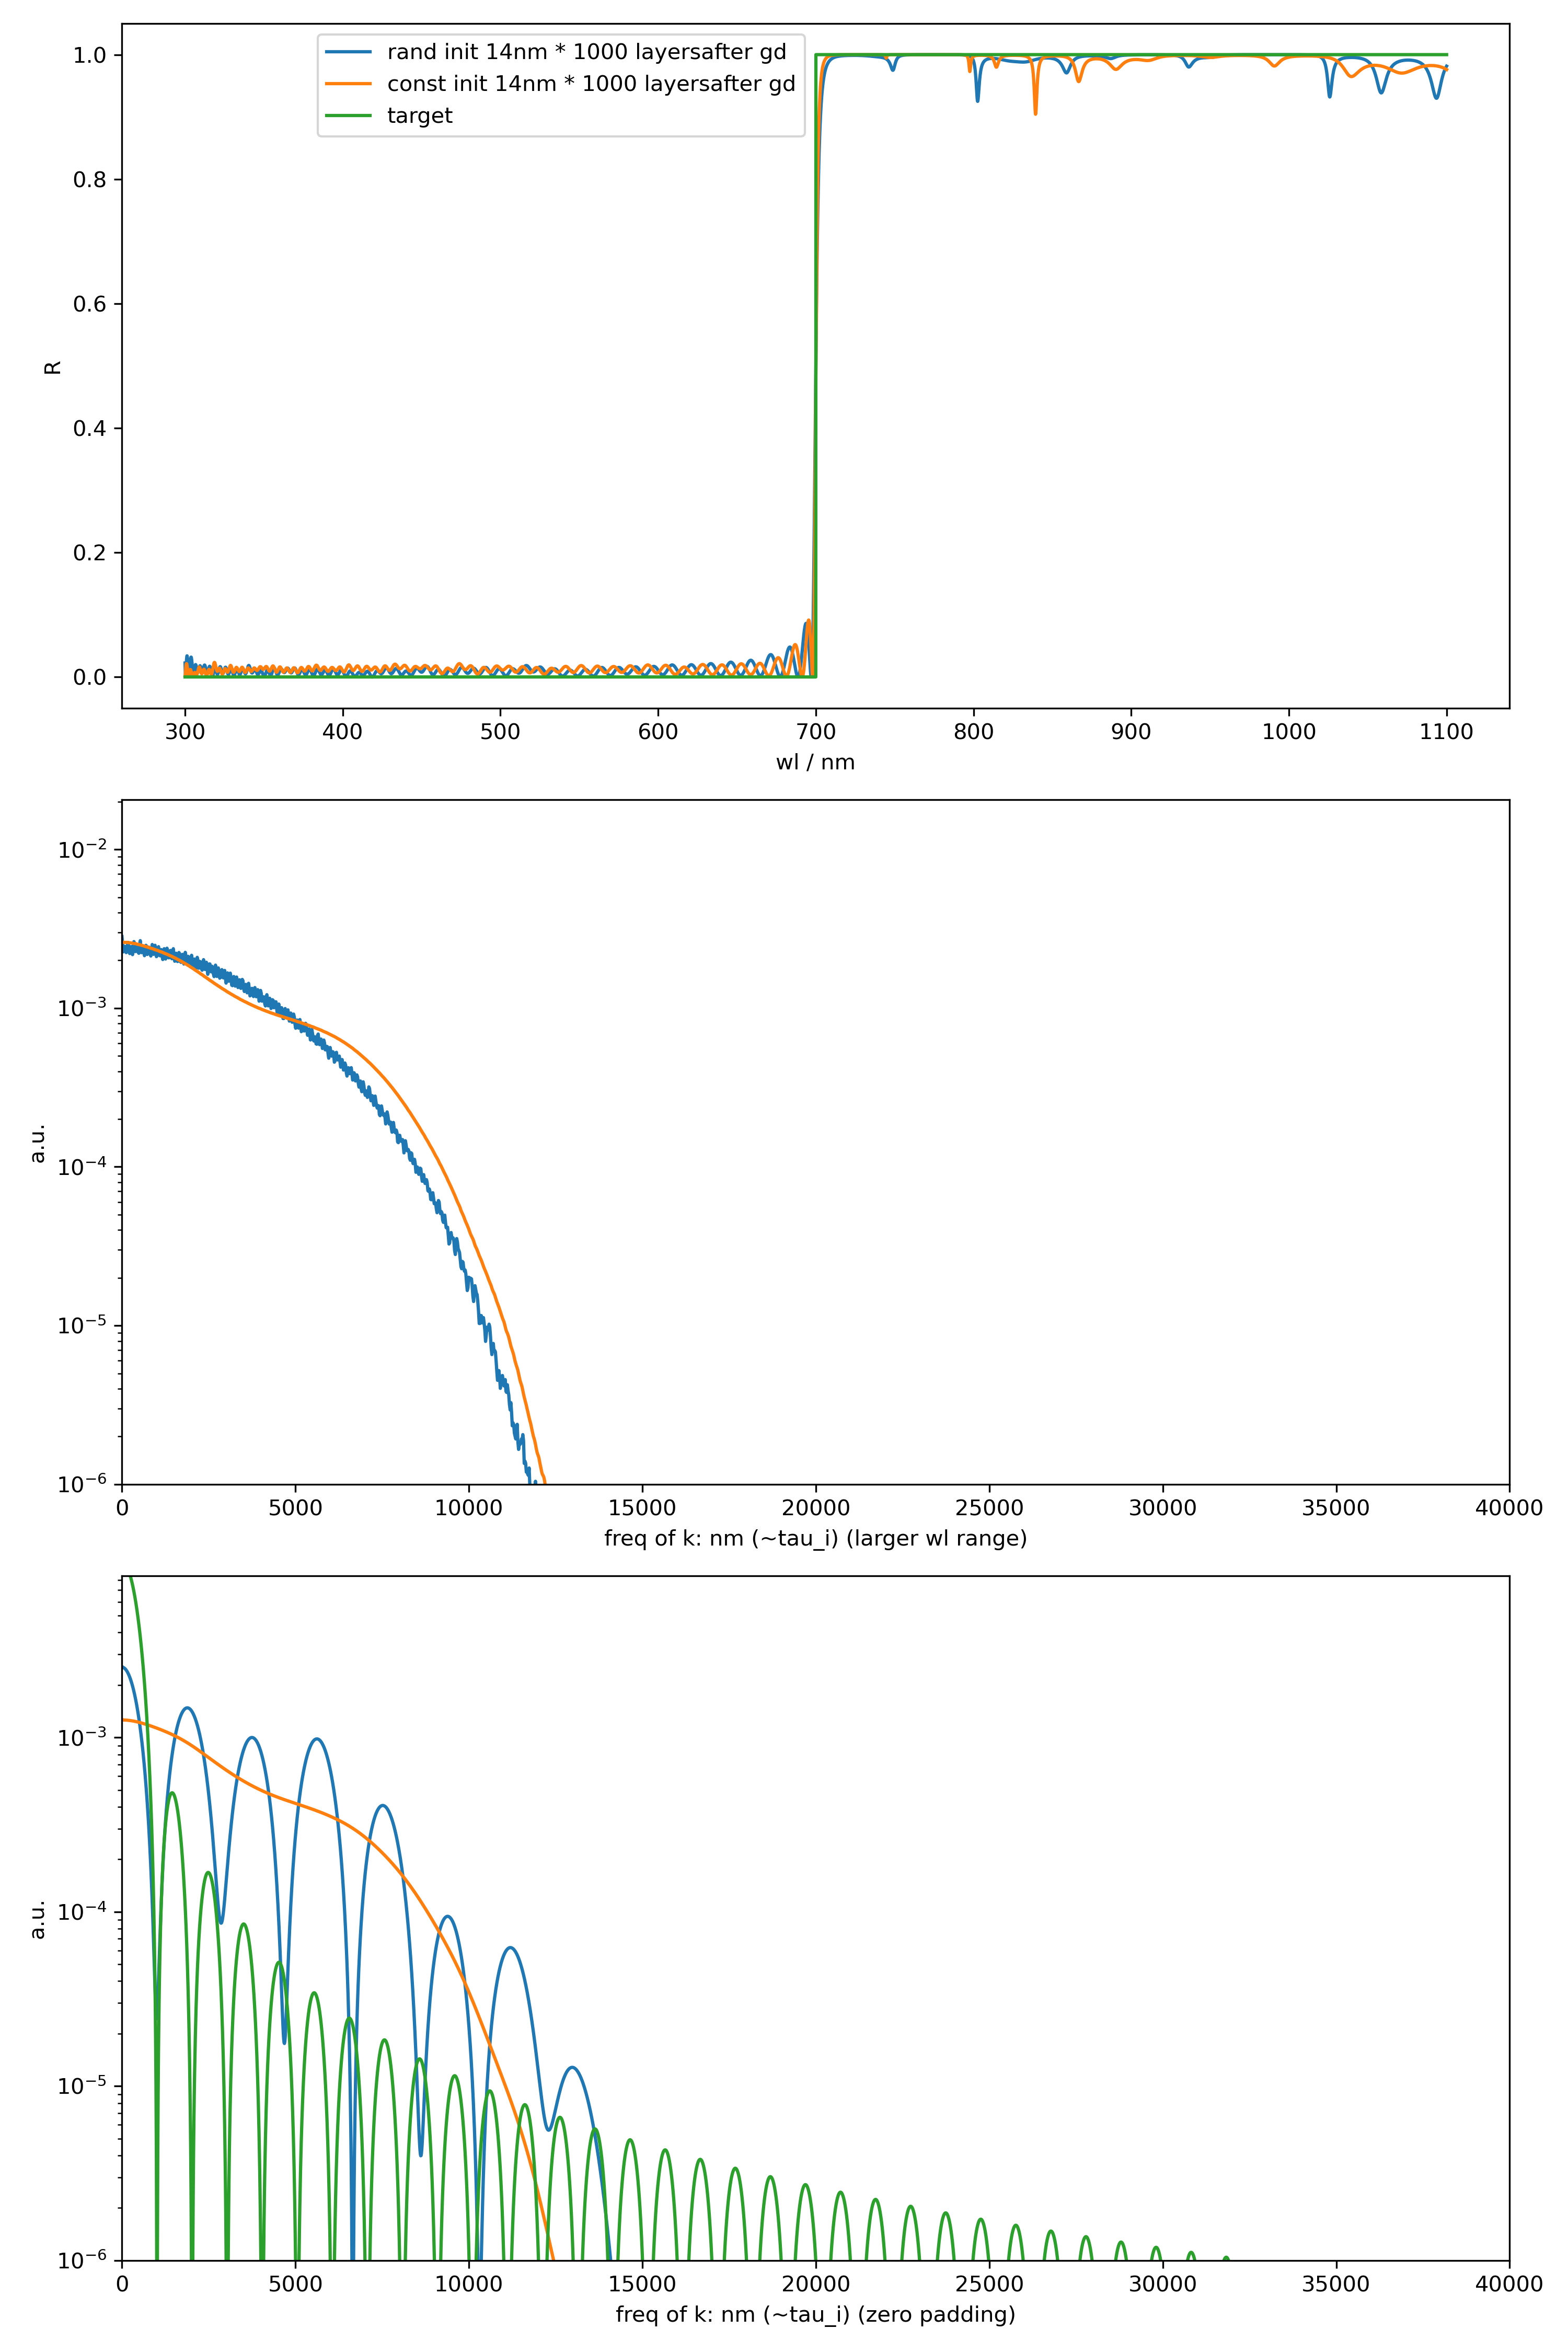 1.0
0.8
0.6
0.4
0.2
0.0
R
rand init 14nm * 1000 layersafter gd
const init 14nm * 1000 layersafter gd
target
300 400 500 600 700 800 900 1000 1100
wl / nm
10⁻²
10⁻³
10⁻⁴
10⁻⁵
10⁻⁶
a.u.
0 5000 10000 15000 20000 25000 30000 35000 40000
freq of k: nm (~tau_i) (larger wl range)
10⁻³
10⁻⁴
10⁻⁵
10⁻⁶
a.u.
0 5000 10000 15000 20000 25000 30000 35000 40000
freq of k: nm (~tau_i) (zero padding)